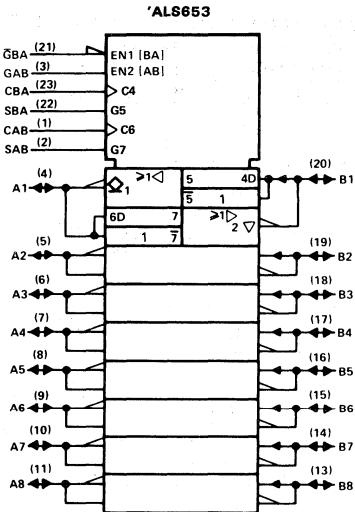 'ALS653
G̅BA (21) EN1 [BA]
GAB (3) EN2 [AB]
CBA (23) C4
SBA (22) G5
CAB (1) C6
SAB (2) G7
A1 (4) ≥1 1 5 4D (20) B1
5̅ 1
6D 7 ≥1
1 7̅ 2
A2 (5) (19) B2
A3 (6) (18) B3
A4 (7) (17) B4
A5 (8) (16) B5
A6 (9) (15) B6
A7 (10) (14) B7
A8 (11) (13) B8